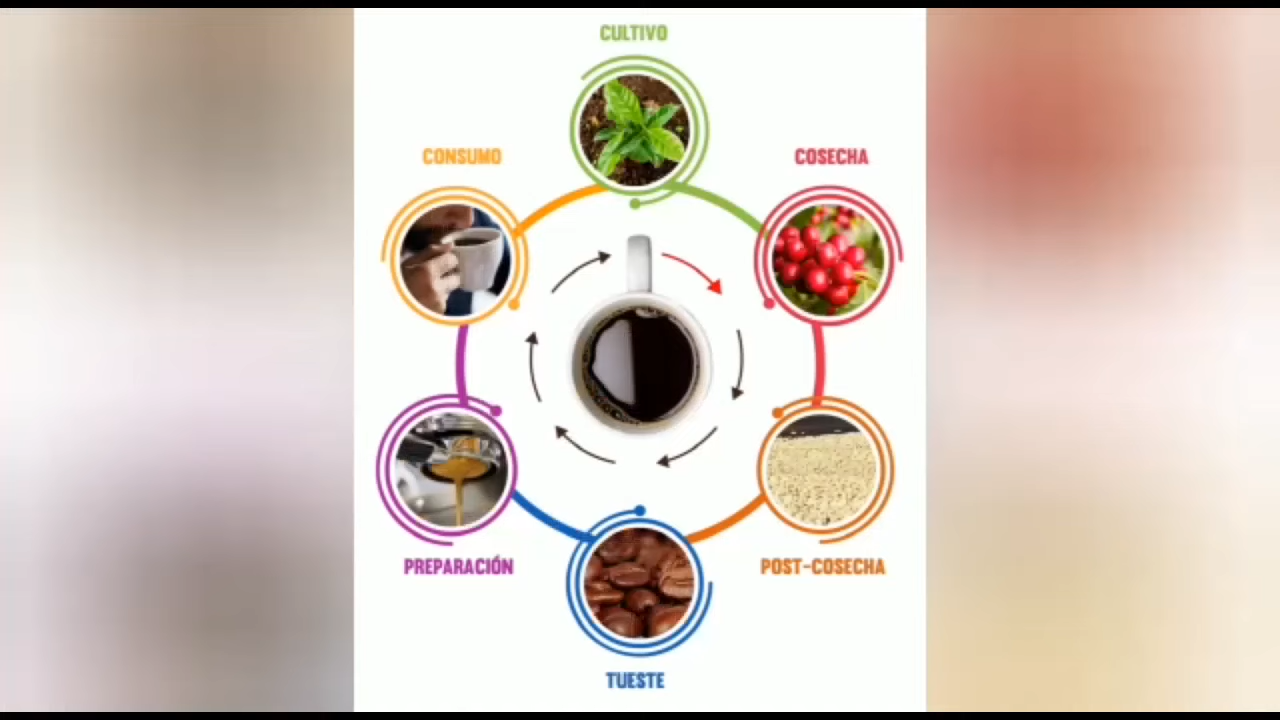 CULTIVO
CONSUMO
COSECHA
PREPARACIÓN
POST-COSECHA
TUESTE